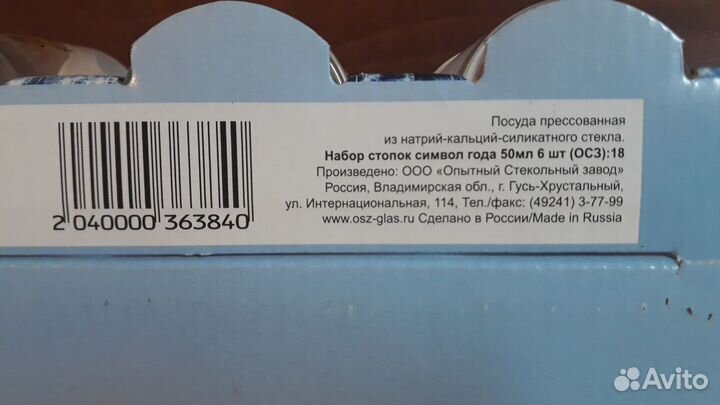 Посуда прессованная
из натрий-кальций-силикатного стекла.
Набор стопок символ года 50мл 6 шт (ОСЗ):18
Произведено: ООО «Опытный Стекольный завод»
Россия, Владимирская обл., г. Гусь-Хрустальный,
ул. Интернациональная, 114, Тел./факс: (49241) 3-77-99
www.osz-glas.ru Сделано в России/Made in Russia
2 040000 363840
Avito